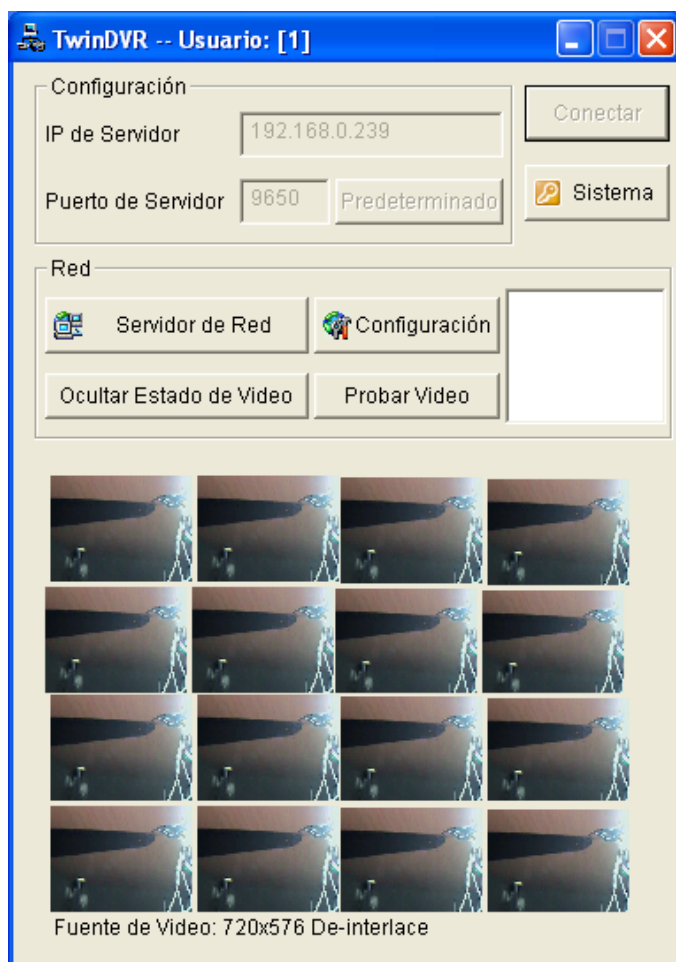 TwinDVR -- Usuario: [1]
Configuración
IP de Servidor
192.168.0.239
Conectar
Puerto de Servidor
9650
Predeterminado
Sistema
Red
Servidor de Red
Configuración
Ocultar Estado de Video
Probar Video
Fuente de Video: 720x576 De-interlace